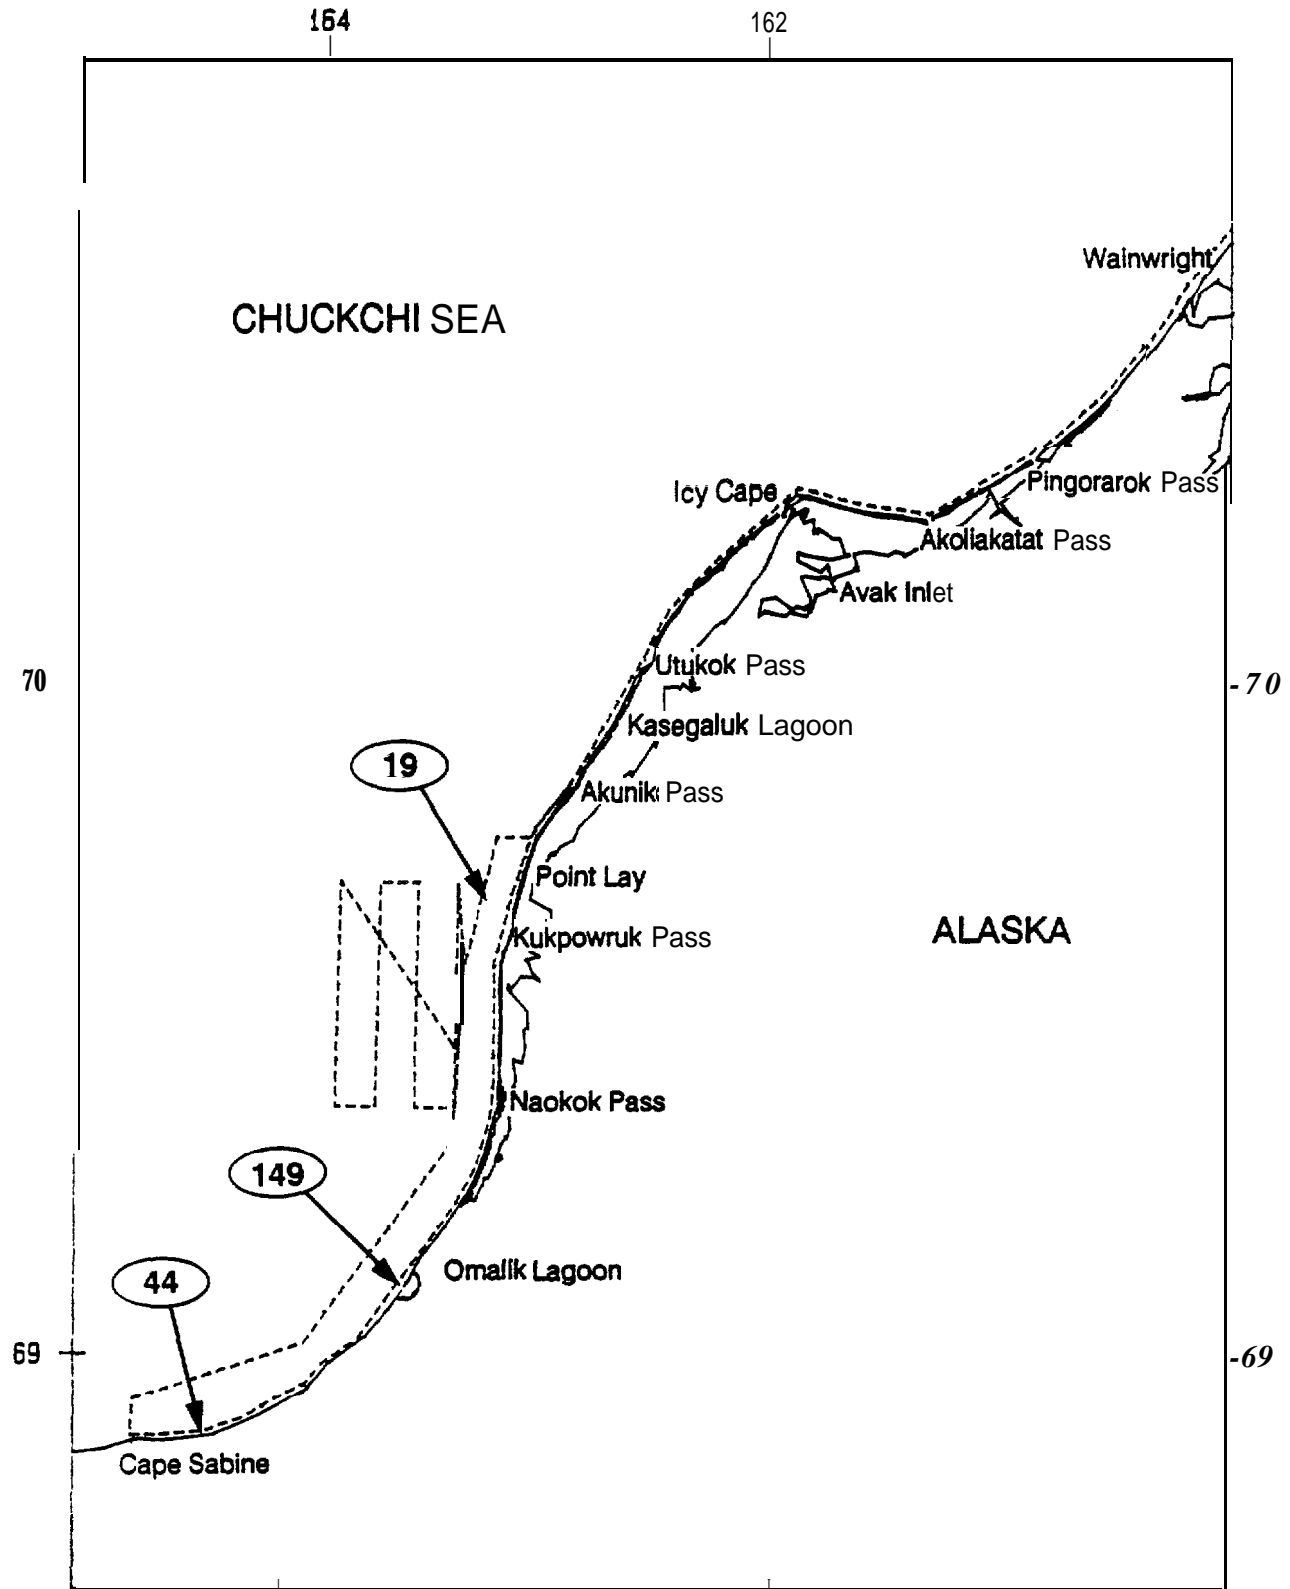 164
162
Wainwright
CHUCKCHI SEA
Icy Cape
Pingorarok Pass
Akoliakatat Pass
Avak Inlet
Utukok Pass
70
-70
Kasegaluk Lagoon
19
Akunik Pass
Point Lay
Kukpowruk Pass
ALASKA
Naokok Pass
149
Omalik Lagoon
44
69
-69
Cape Sabine